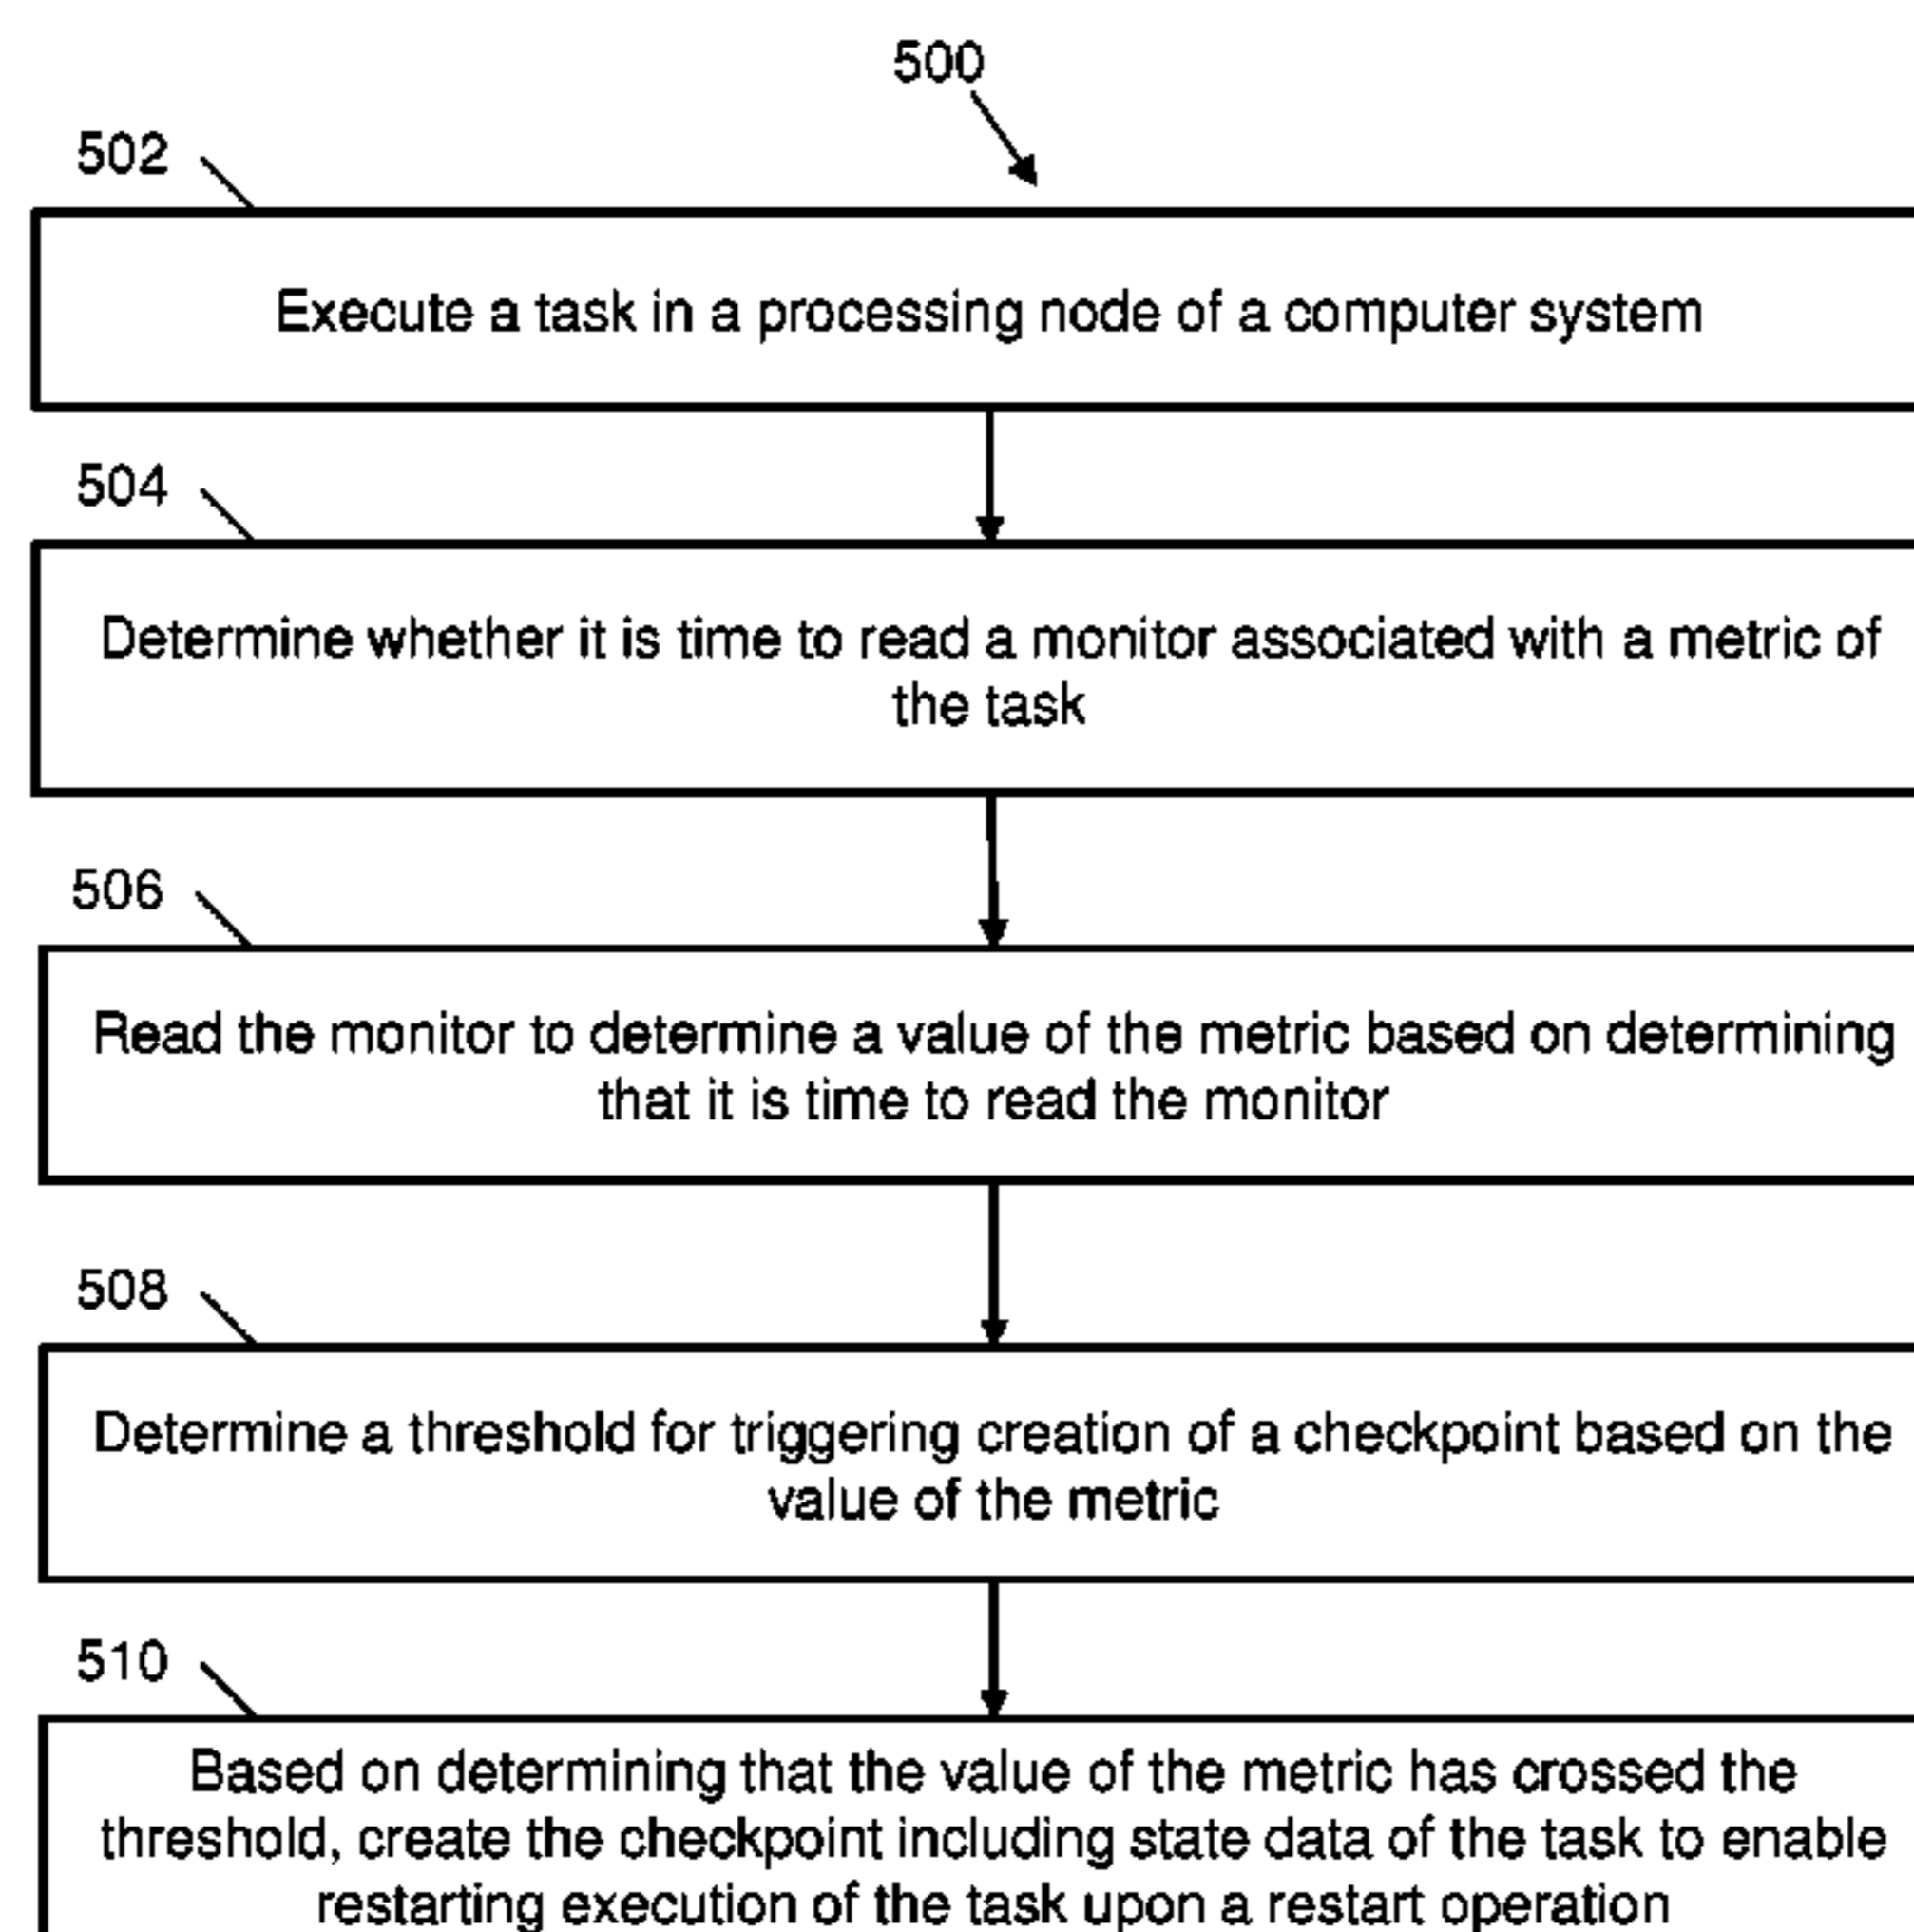 500
502
Execute a task in a processing node of a computer system
504
Determine whether it is time to read a monitor associated with a metric of
the task
506
Read the monitor to determine a value of the metric based on determining
that it is time to read the monitor
508
Determine a threshold for triggering creation of a checkpoint based on the
value of the metric
510
Based on determining that the value of the metric has crossed the
threshold, create the checkpoint including state data of the task to enable
restarting execution of the task upon a restart operation